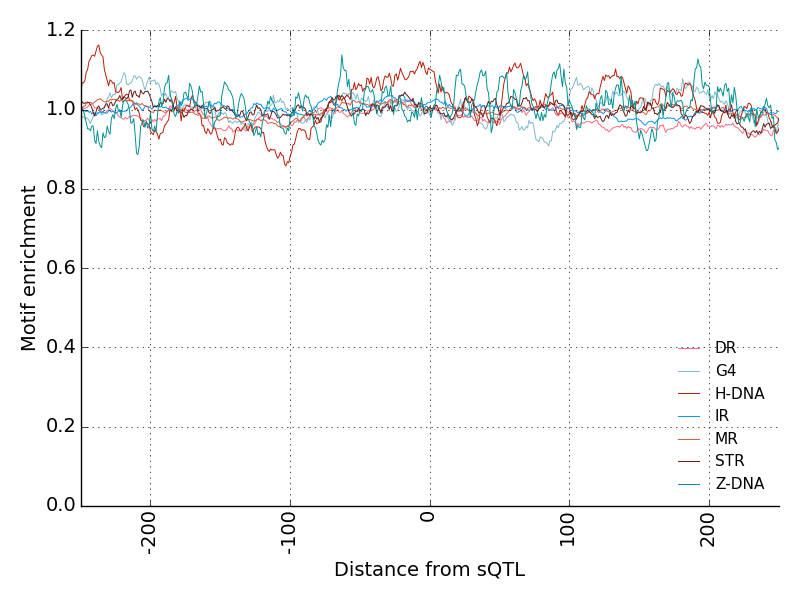 1.2
1.0
0.8
0.6
0.4
0.2
0.0
Motif enrichment
-200
-100
0
100
200
Distance from sQTL
DR
G4
H-DNA
IR
MR
STR
Z-DNA